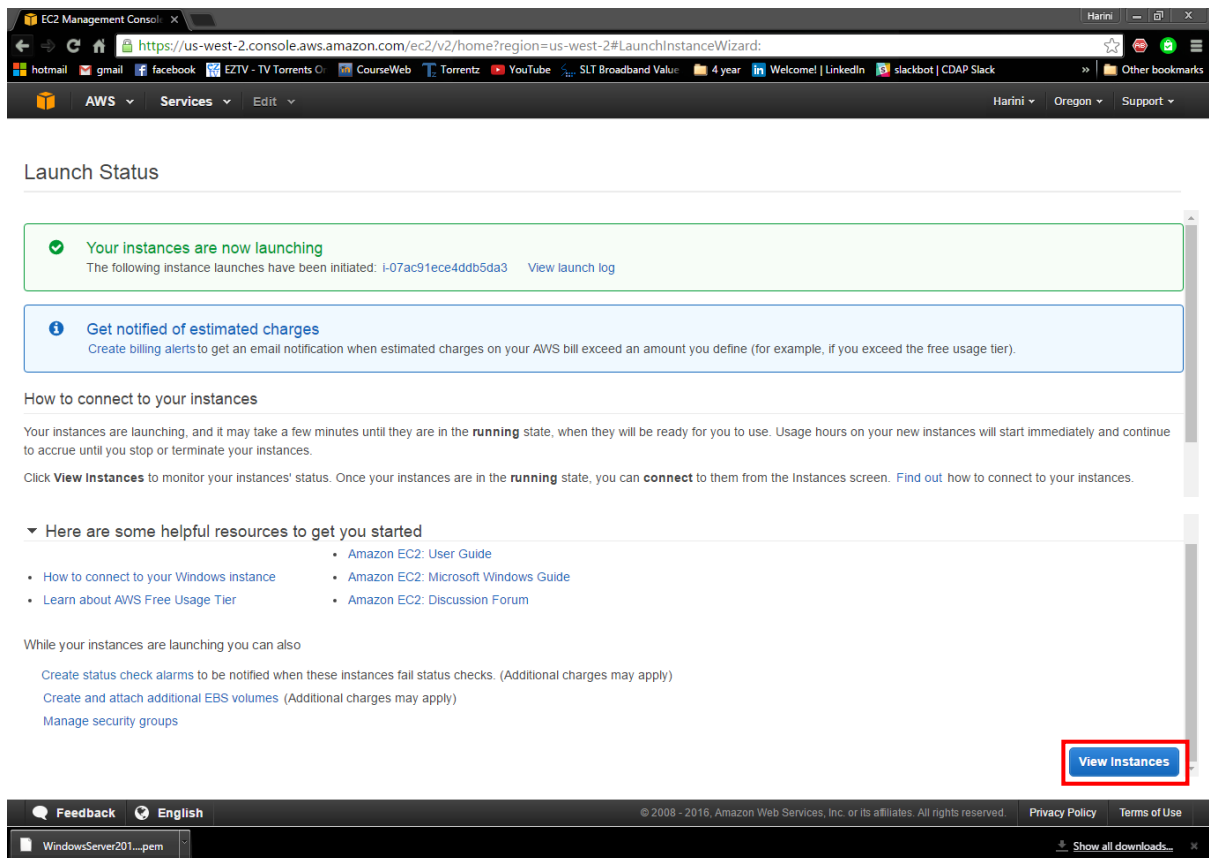 EC2 Management Consol
Harini
https://us-west-2.console.aws.amazon.com/ec2/v2/home?region=us-west-2#LaunchInstanceWizard:
hotmail gmail facebook EZTV - TV Torrents O CourseWeb Torrentz YouTube SLT Broadband Value 4 year Welcome! | LinkedIn slackbot | CDAP Slack » Other bookmarks
AWS Services Edit Harini Oregon Support
Launch Status
Your instances are now launching
The following instance launches have been initiated: i-07ac91ece4ddb5da3 View launch log
Get notified of estimated charges
Create billing alerts to get an email notification when estimated charges on your AWS bill exceed an amount you define (for example, if you exceed the free usage tier).
How to connect to your instances
Your instances are launching, and it may take a few minutes until they are in the running state, when they will be ready for you to use. Usage hours on your new instances will start immediately and continue
to accrue until you stop or terminate your instances.
Click View Instances to monitor your instances' status. Once your instances are in the running state, you can connect to them from the Instances screen. Find out how to connect to your instances.
Here are some helpful resources to get you started
• Amazon EC2: User Guide
• How to connect to your Windows instance • Amazon EC2: Microsoft Windows Guide
• Learn about AWS Free Usage Tier • Amazon EC2: Discussion Forum
While your instances are launching you can also
Create status check alarms to be notified when these instances fail status checks. (Additional charges may apply)
Create and attach additional EBS volumes (Additional charges may apply)
Manage security groups
View Instances
Feedback English © 2008 - 2016, Amazon Web Services, Inc. or its affiliates. All rights reserved. Privacy Policy Terms of Use
WindowsServer201....pem Show all downloads...